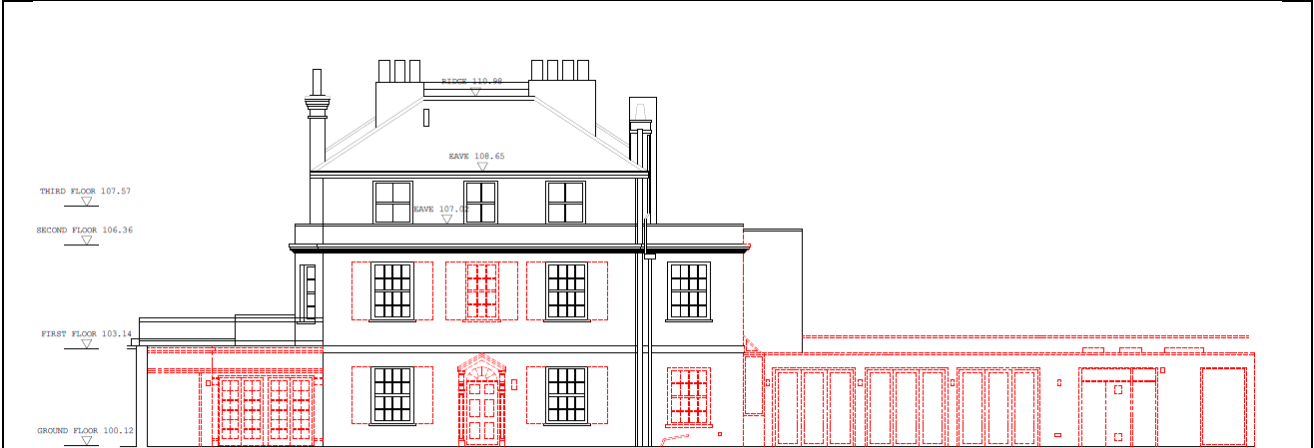 RIDGE 110.98
EAVE 108.65
THIRD FLOOR 107.57
EAVE 107.02
SECOND FLOOR 106.36
FIRST FLOOR 103.14
GROUND FLOOR 100.12